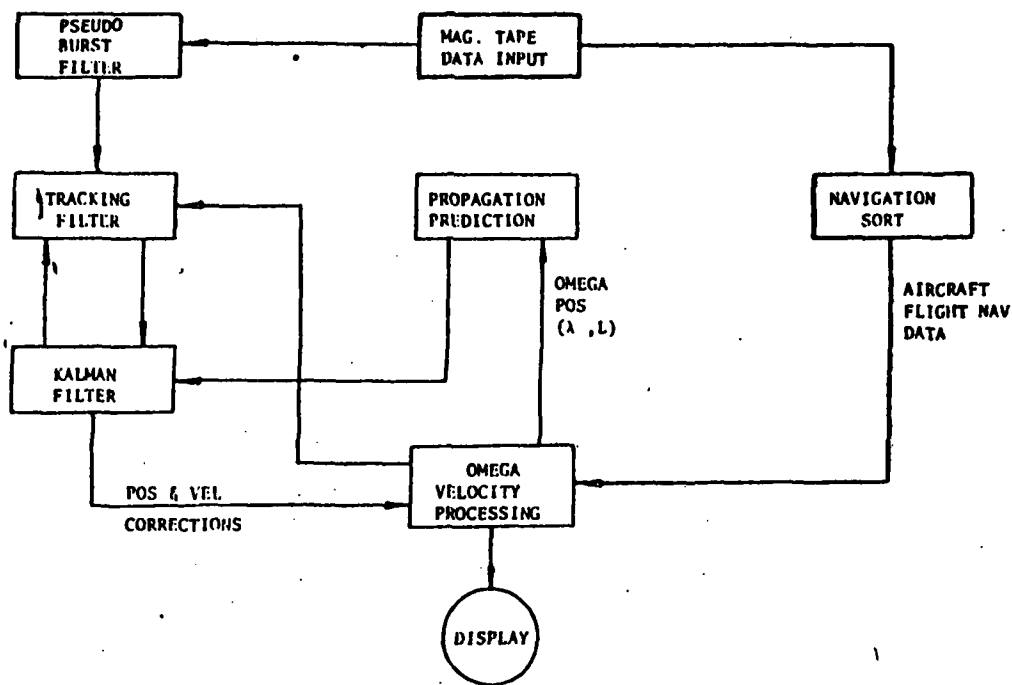 PSEUDO
BURST
FILTER
MAG. TAPE
DATA INPUT
TRACKING
FILTER
PROPAGATION
PREDICTION
NAVIGATION
SORT
OMEGA
POS
(λ ,L)
AIRCRAFT
FLIGHT NAV
DATA
KALMAN
FILTER
POS & VEL
CORRECTIONS
OMEGA
VELOCITY
PROCESSING
DISPLAY